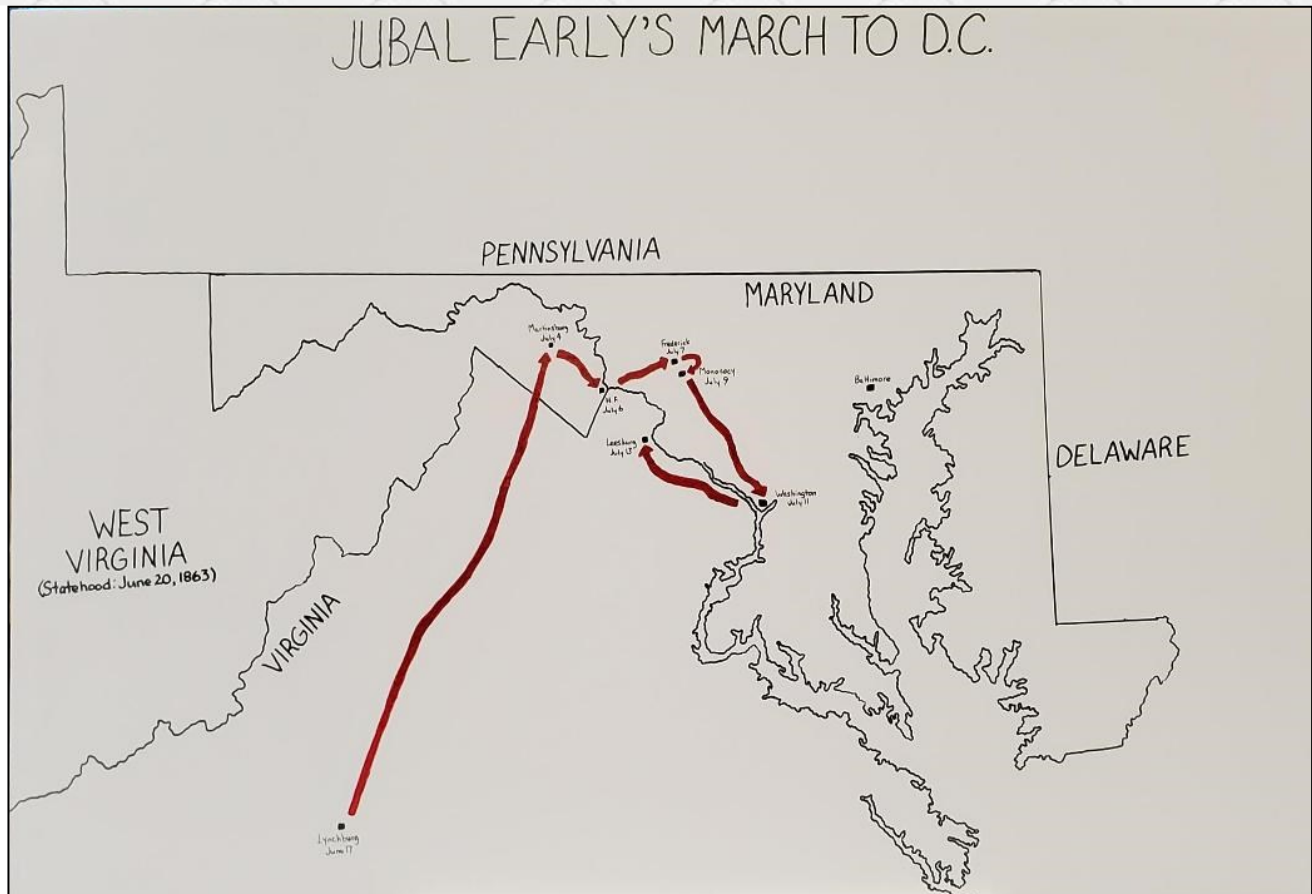 JUBAL EARLY'S MARCH TO D.C.
PENNSYLVANIA
MARYLAND
Martinsburg
July 4
Frederick
July 7
Monocacy
July 9
Baltimore
H.F.
July 6
Leesburg
July 13
DELAWARE
Washington
July 11
WEST
VIRGINIA
(Statehood: June 20, 1863)
VIRGINIA
Lynchburg
June 17